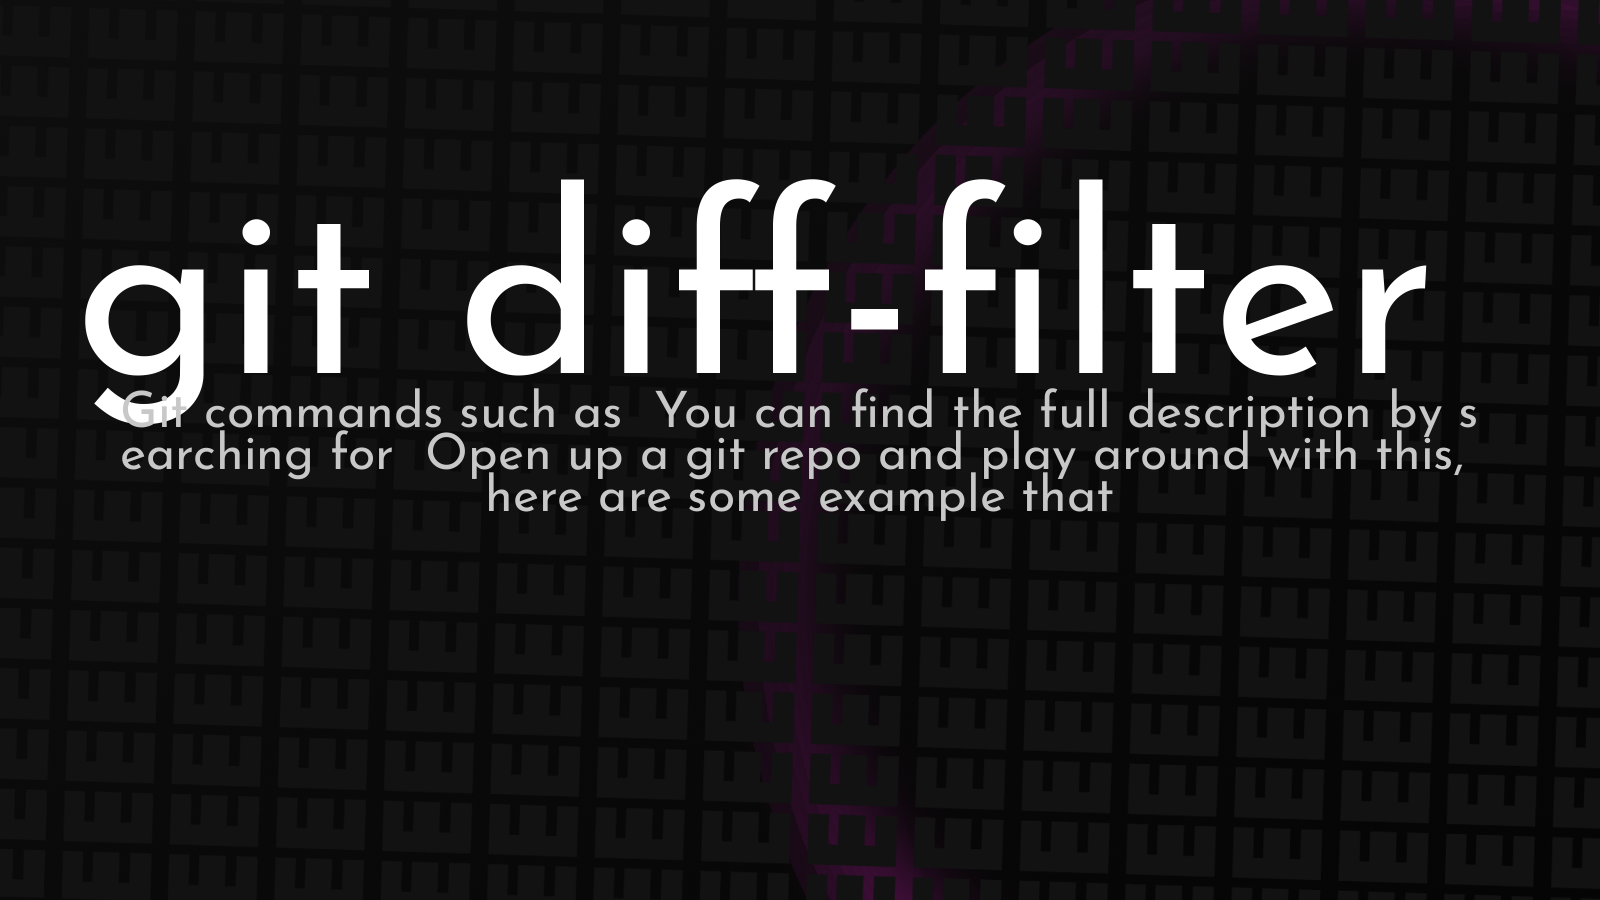 git diff-filter
Git commands such as  You can find the full description by s
earching for  Open up a git repo and play around with this,
here are some example that